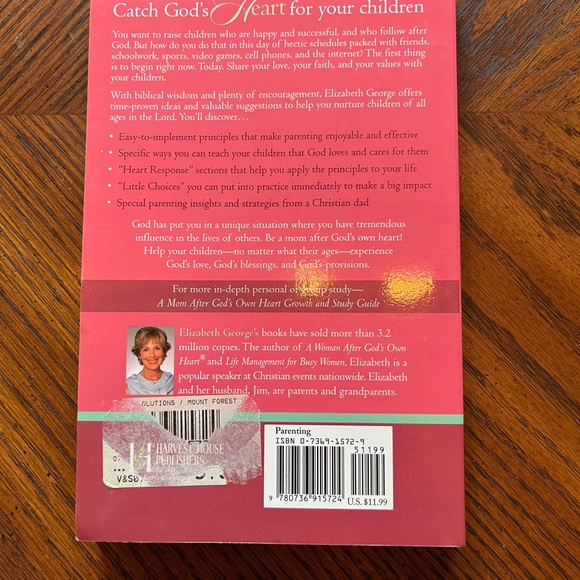 Catch God's Heart for your children
You want to raise children who are happy and successful, and who follow after
God. But how do you do that in this day of hectic schedules packed with friends,
schoolwork, sports, video games, cell phones, and the internet? The first thing
is to begin right now. Today. Share your love, your faith, and your values with
your children.
With biblical wisdom and plenty of encouragement, Elizabeth George offers
time-proven ideas and valuable suggestions to help you nurture children of all
ages in the Lord. You'll discover…
• Easy-to-implement principles that make parenting enjoyable and effective
• Specific ways you can teach your children that God loves and cares for them
• "Heart Response" sections that help you apply the principles to your life
• "Little Choices" you can put into practice immediately to make a big impact
• Special parenting insights and strategies from a Christian dad
God has put you in a unique situation where you have tremendous
influence in the lives of others. Be a mom after God's own heart!
Help your children—no matter what their ages—experience
God's love, God's blessings, and God's provisions.
For more in-depth personal or group study—
A Mom After God's Own Heart Growth and Study Guide
Elizabeth George's books have sold more than 3.2
million copies. The author of A Woman After God's Own
Heart® and Life Management for Busy Women, Elizabeth is a
popular speaker at Christian events nationwide. Elizabeth
and her husband, Jim, are parents and grandparents.
OLUTIONS / MOUNT FOREST
HARVEST HOUSE
PUBLISHERS
V&S
Parenting
ISBN 0-7369-1572-9
51199
9 780736 915724
U.S. $11.99